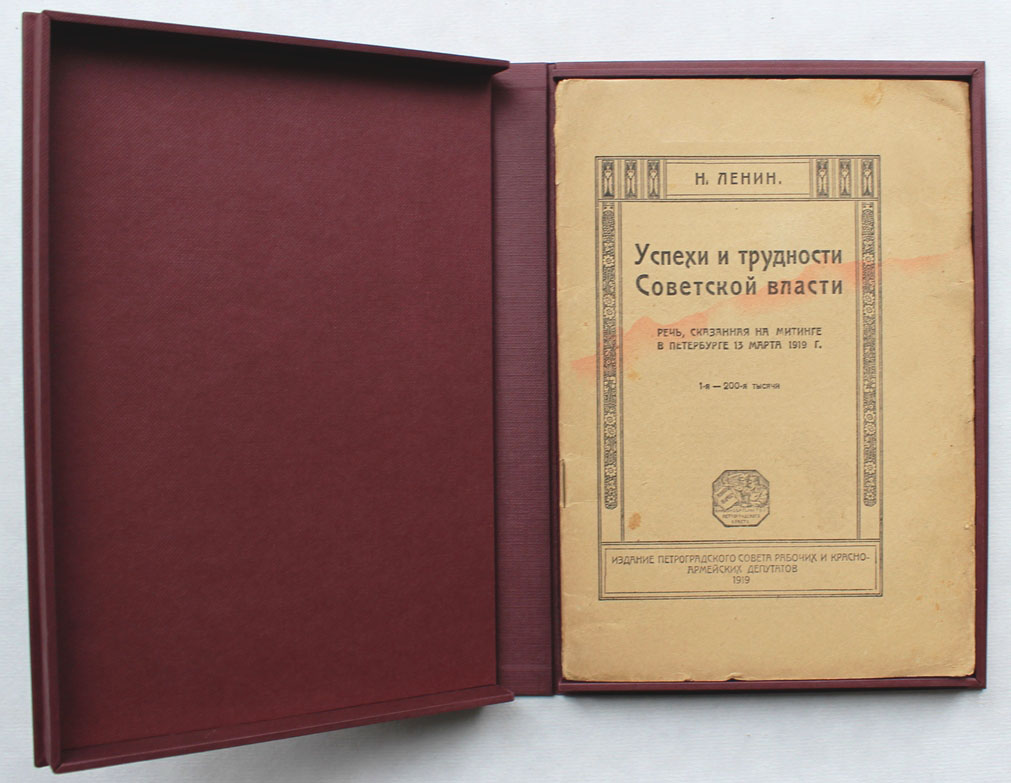 Н. ЛЕНИН.
Успехи и трудности
Советской власти
РЕЧЬ, СКАЗАННАЯ НА МИТИНГЕ
В ПЕТЕРБУРГЕ 13 МАРТА 1919 Г.
1-я — 200-я тысячи
ИЗДАНИЕ ПЕТРОГРАДСКОГО СОВЕТА РАБОЧИХ И КРАСНО-
АРМЕЙСКИХ ДЕПУТАТОВ
1919